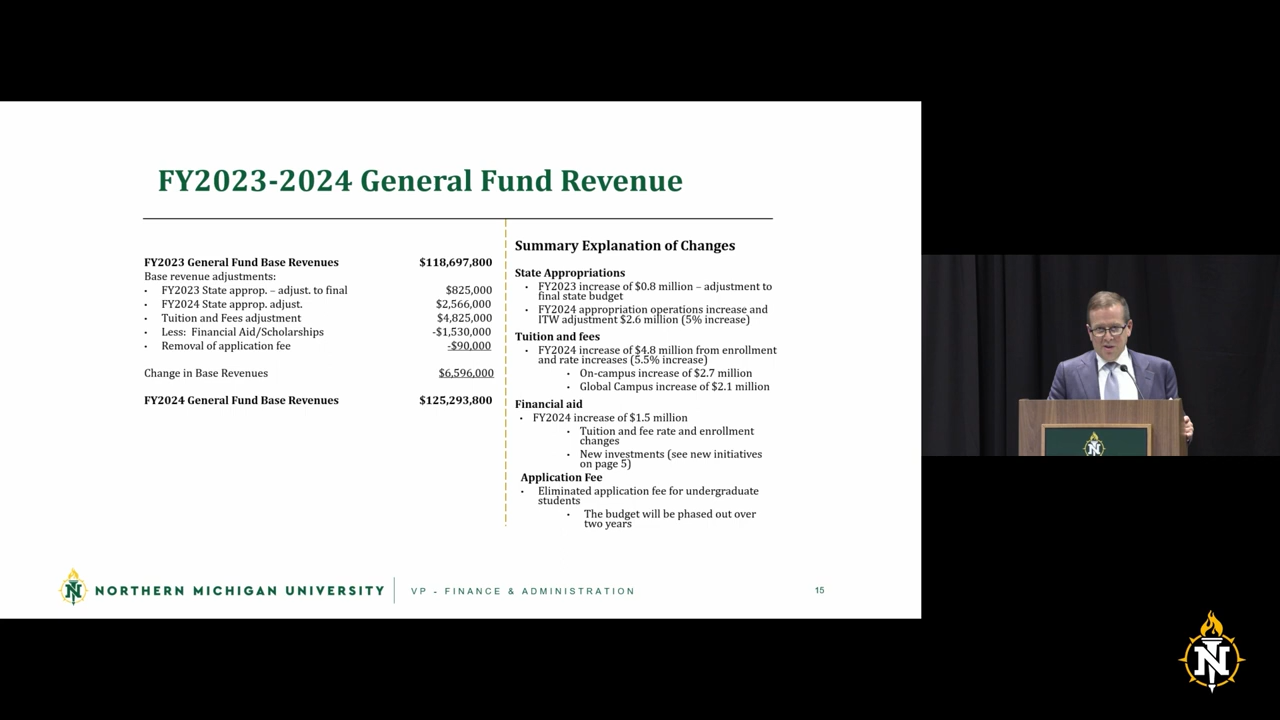 FY2023-2024 General Fund Revenue
FY2023 General Fund Base Revenues $118,697,800
Base revenue adjustments:
• FY2023 State approp. – adjust. to final $825,000
• FY2024 State approp. adjust. $2,566,000
• Tuition and Fees adjustment $4,825,000
• Less: Financial Aid/Scholarships -$1,530,000
• Removal of application fee -$90,000
Change in Base Revenues $6,596,000
FY2024 General Fund Base Revenues $125,293,800
Summary Explanation of Changes
State Appropriations
• FY2023 increase of $0.8 million – adjustment to
final state budget
• FY2024 appropriation operations increase and
ITW adjustment $2.6 million (5% increase)
Tuition and fees
• FY2024 increase of $4.8 million from enrollment
and rate increases (5.5% increase)
• On-campus increase of $2.7 million
• Global Campus increase of $2.1 million
Financial aid
• FY2024 increase of $1.5 million
• Tuition and fee rate and enrollment
changes
• New investments (see new initiatives
on page 5)
Application Fee
• Eliminated application fee for undergraduate
students
• The budget will be phased out over
two years
N NORTHERN MICHIGAN UNIVERSITY VP - FINANCE & ADMINISTRATION 15
N
N